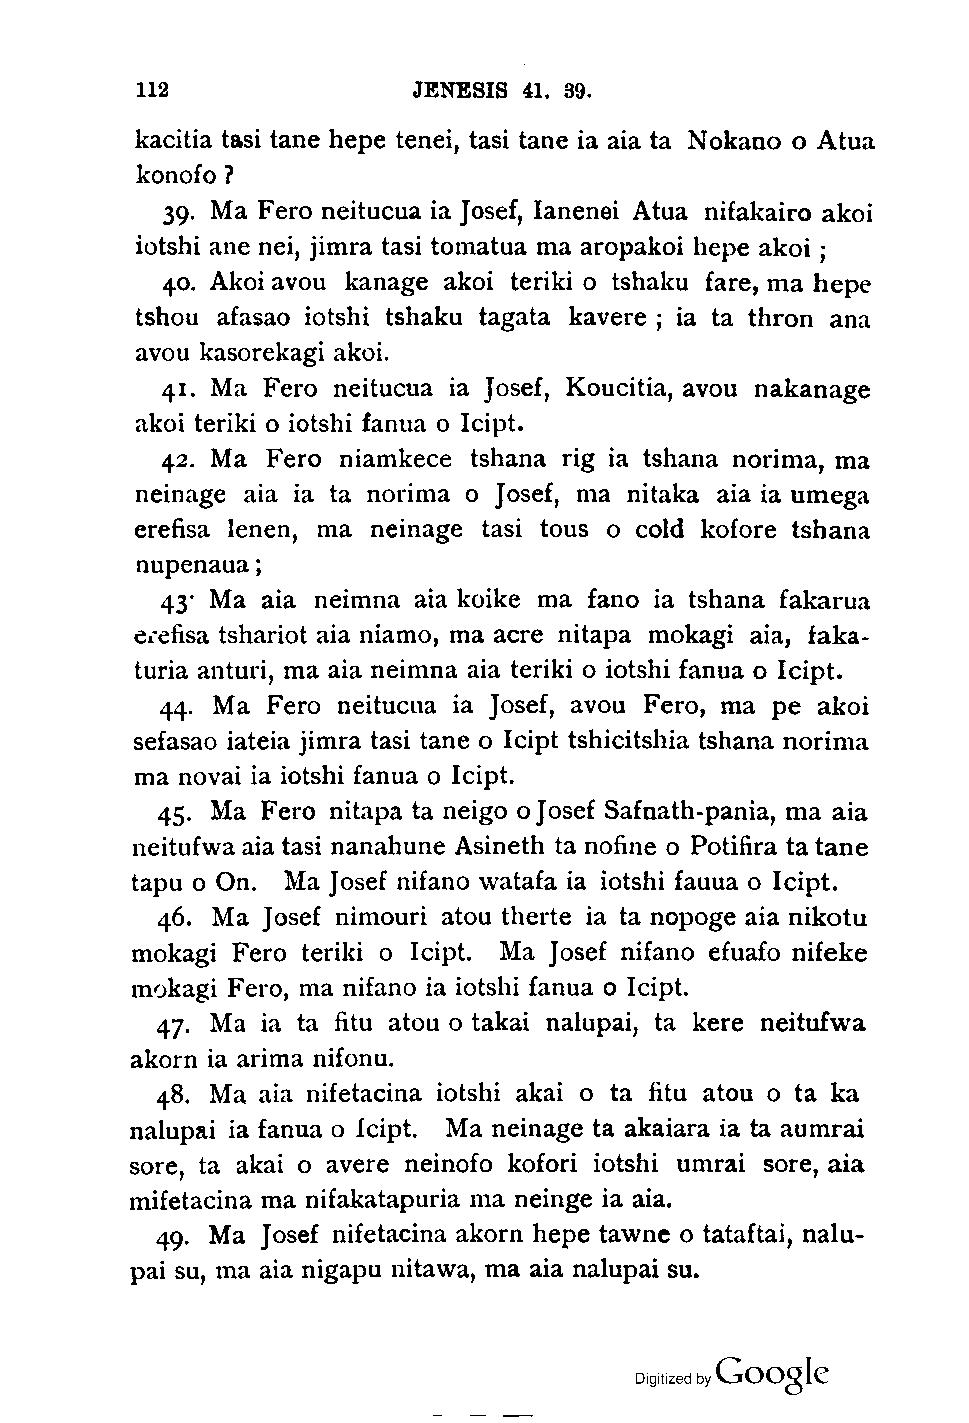 112 JENESIS 41. 39.
kacitia tasi tane hepe tenei, tasi tane ia aia ta Nokano o Atua
konofo ?
39. Ma Fero neitucua ia Josef, Ianenei Atua nifakairo akoi
iotshi ane nei, jimra tasi tomatua ma aropakoi hepe akoi ;
40. Akoi avou kanage akoi teriki o tshaku fare, ma hepe
tshou afasao iotshi tshaku tagata kavere ; ia ta thron ana
avou kasorekagi akoi.
41. Ma Fero neitucua ia Josef, Koucitia, avou nakanage
akoi teriki o iotshi fanua o Icipt.
42. Ma Fero niamkece tshana rig ia tshana norima, ma
neinage aia ia ta norima o Josef, ma nitaka aia ia umega
erefisa lenen, ma neinage tasi tous o cold kofore tshana
nupenaua ;
43· Ma aia neimna aia koike ma fano ia tshana fakarua
erefisa tshariot aia niamo, ma acre nitapa mokagi aia, faka-
turia anturi, ma aia neimna aia teriki o iotshi fanua o Icipt.
44. Ma Fero neitucua ia Josef, avou Fero, ma pe akoi
sefasao iateia jimra tasi tane o Icipt tshicitshia tshana norima
ma novai ia iotshi fanua o Icipt.
45. Ma Fero nitapa ta neigo o Josef Safnath-pania, ma aia
neitufwa aia tasi nanahune Asineth ta nofine o Potifira ta tane
tapu o On. Ma Josef nifano watafa ia iotshi fauua o Icipt.
46. Ma Josef nimouri atou therte ia ta nopoge aia nikotu
mokagi Fero teriki o Icipt. Ma Josef nifano efuafo nifeke
mokagi Fero, ma nifano ia iotshi fanua o Icipt.
47. Ma ia ta fitu atou o takai nalupai, ta kere neitufwa
akorn ia arima nifonu.
48. Ma aia nifetacina iotshi akai o ta fitu atou o ta ka
nalupai ia fanua o Icipt. Ma neinage ta akaiara ia ta aumrai
sore, ta akai o avere neinofo kofori iotshi umrai sore, aia
mifetacina ma nifakatapuria ma neinge ia aia.
49. Ma Josef nifetacina akorn hepe tawne o tataftai, nalu-
pai su, ma aia nigapu nitawa, ma aia nalupai su.
Digitized by Google